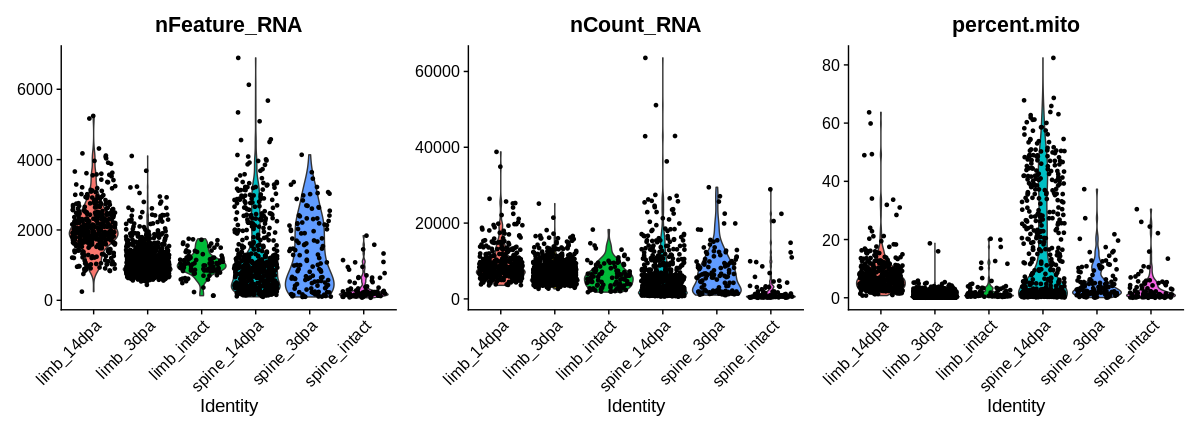 nFeature_RNA
6000
4000
2000
0
limb_14dpa
limb_3dpa
limb_intact
spine_14dpa
spine_3dpa
spine_intact
Identity
nCount_RNA
60000
40000
20000
0
limb_14dpa
limb_3dpa
limb_intact
spine_14dpa
spine_3dpa
spine_intact
Identity
percent.mito
80
60
40
20
0
limb_14dpa
limb_3dpa
limb_intact
spine_14dpa
spine_3dpa
spine_intact
Identity